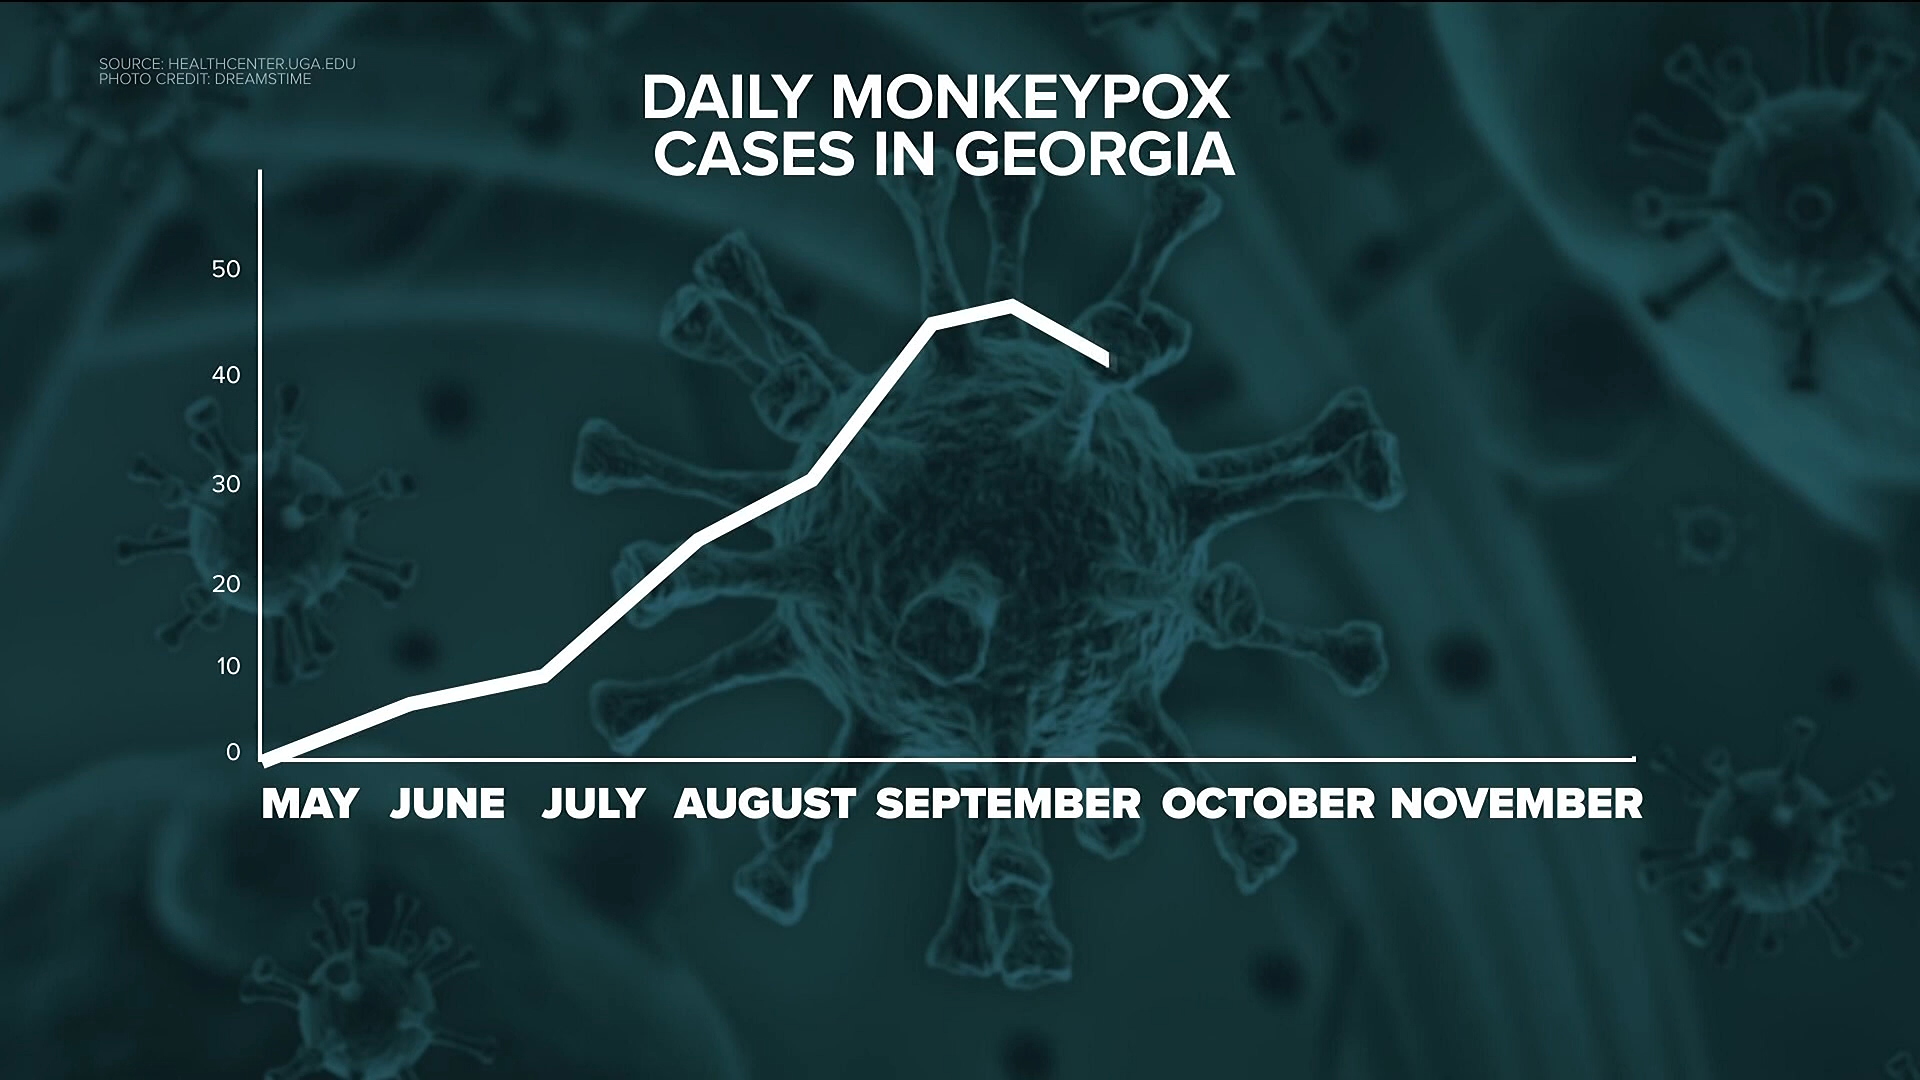 SOURCE: HEALTHCENTER.UGA.EDU
PHOTO CREDIT: DREAMSTIME
DAILY MONKEYPOX
CASES IN GEORGIA
50
40
30
20
10
0
MAY JUNE JULY AUGUST SEPTEMBER OCTOBER NOVEMBER